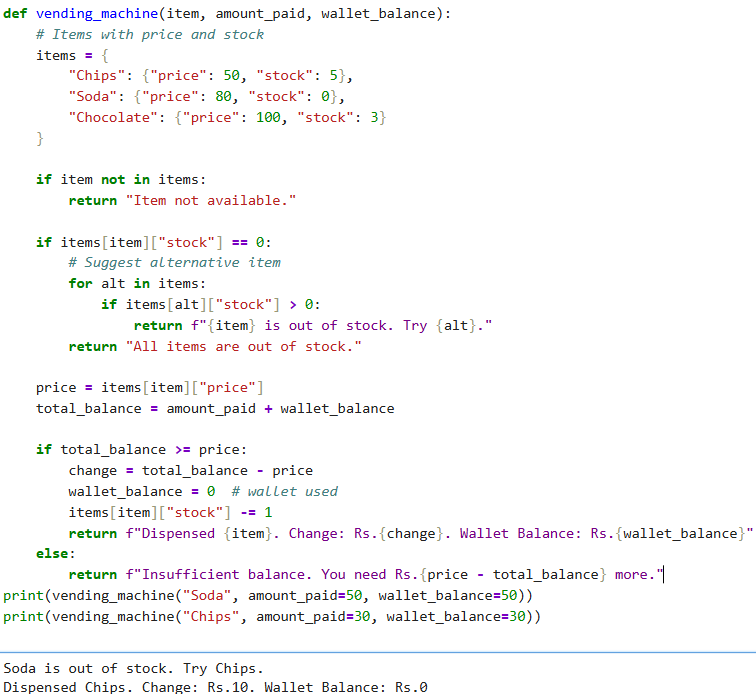 def vending_machine(item, amount_paid, wallet_balance):
    # Items with price and stock
    items = {
        "Chips": {"price": 50, "stock": 5},
        "Soda": {"price": 80, "stock": 0},
        "Chocolate": {"price": 100, "stock": 3}
    }

    if item not in items:
        return "Item not available."

    if items[item]["stock"] == 0:
        # Suggest alternative item
        for alt in items:
            if items[alt]["stock"] > 0:
                return f"{item} is out of stock. Try {alt}."
        return "All items are out of stock."

    price = items[item]["price"]
    total_balance = amount_paid + wallet_balance

    if total_balance >= price:
        change = total_balance - price
        wallet_balance = 0  # wallet used
        items[item]["stock"] -= 1
        return f"Dispensed {item}. Change: Rs.{change}. Wallet Balance: Rs.{wallet_balance}"
    else:
        return f"Insufficient balance. You need Rs.{price - total_balance} more."
print(vending_machine("Soda", amount_paid=50, wallet_balance=50))
print(vending_machine("Chips", amount_paid=30, wallet_balance=30))

Soda is out of stock. Try Chips.
Dispensed Chips. Change: Rs.10. Wallet Balance: Rs.0